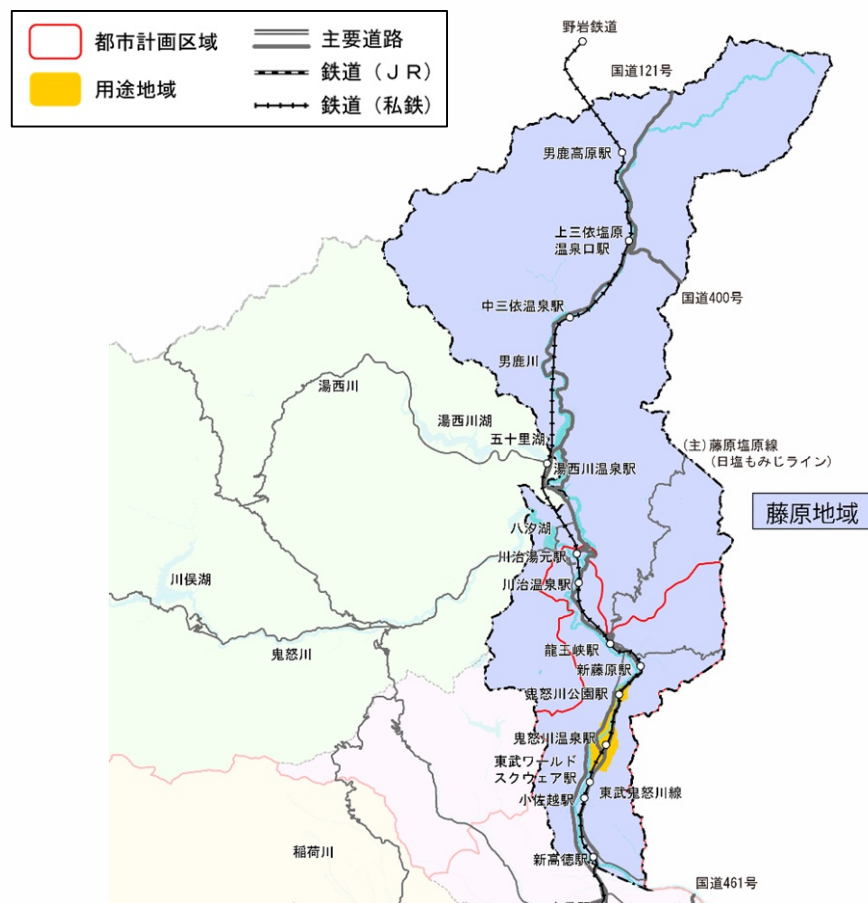 都市計画区域
主要道路
用途地域
鉄道（ＪＲ）
鉄道（私鉄）
野岩鉄道
国道121号
男鹿高原駅
上三依塩原
温泉口駅
国道400号
中三依温泉駅
男鹿川
湯西川
湯西川湖
五十里湖
(主)藤原塩原線
(日塩もみじライン)
湯西川温泉駅
藤原地域
八汐湖
川治湯元駅
川治温泉駅
川俣湖
鬼怒川
龍王峡駅
新藤原駅
鬼怒川公園駅
鬼怒川温泉駅
東武ワールド
スクウェア駅
東武鬼怒川線
小佐越駅
稲荷川
新高徳駅
国道461号